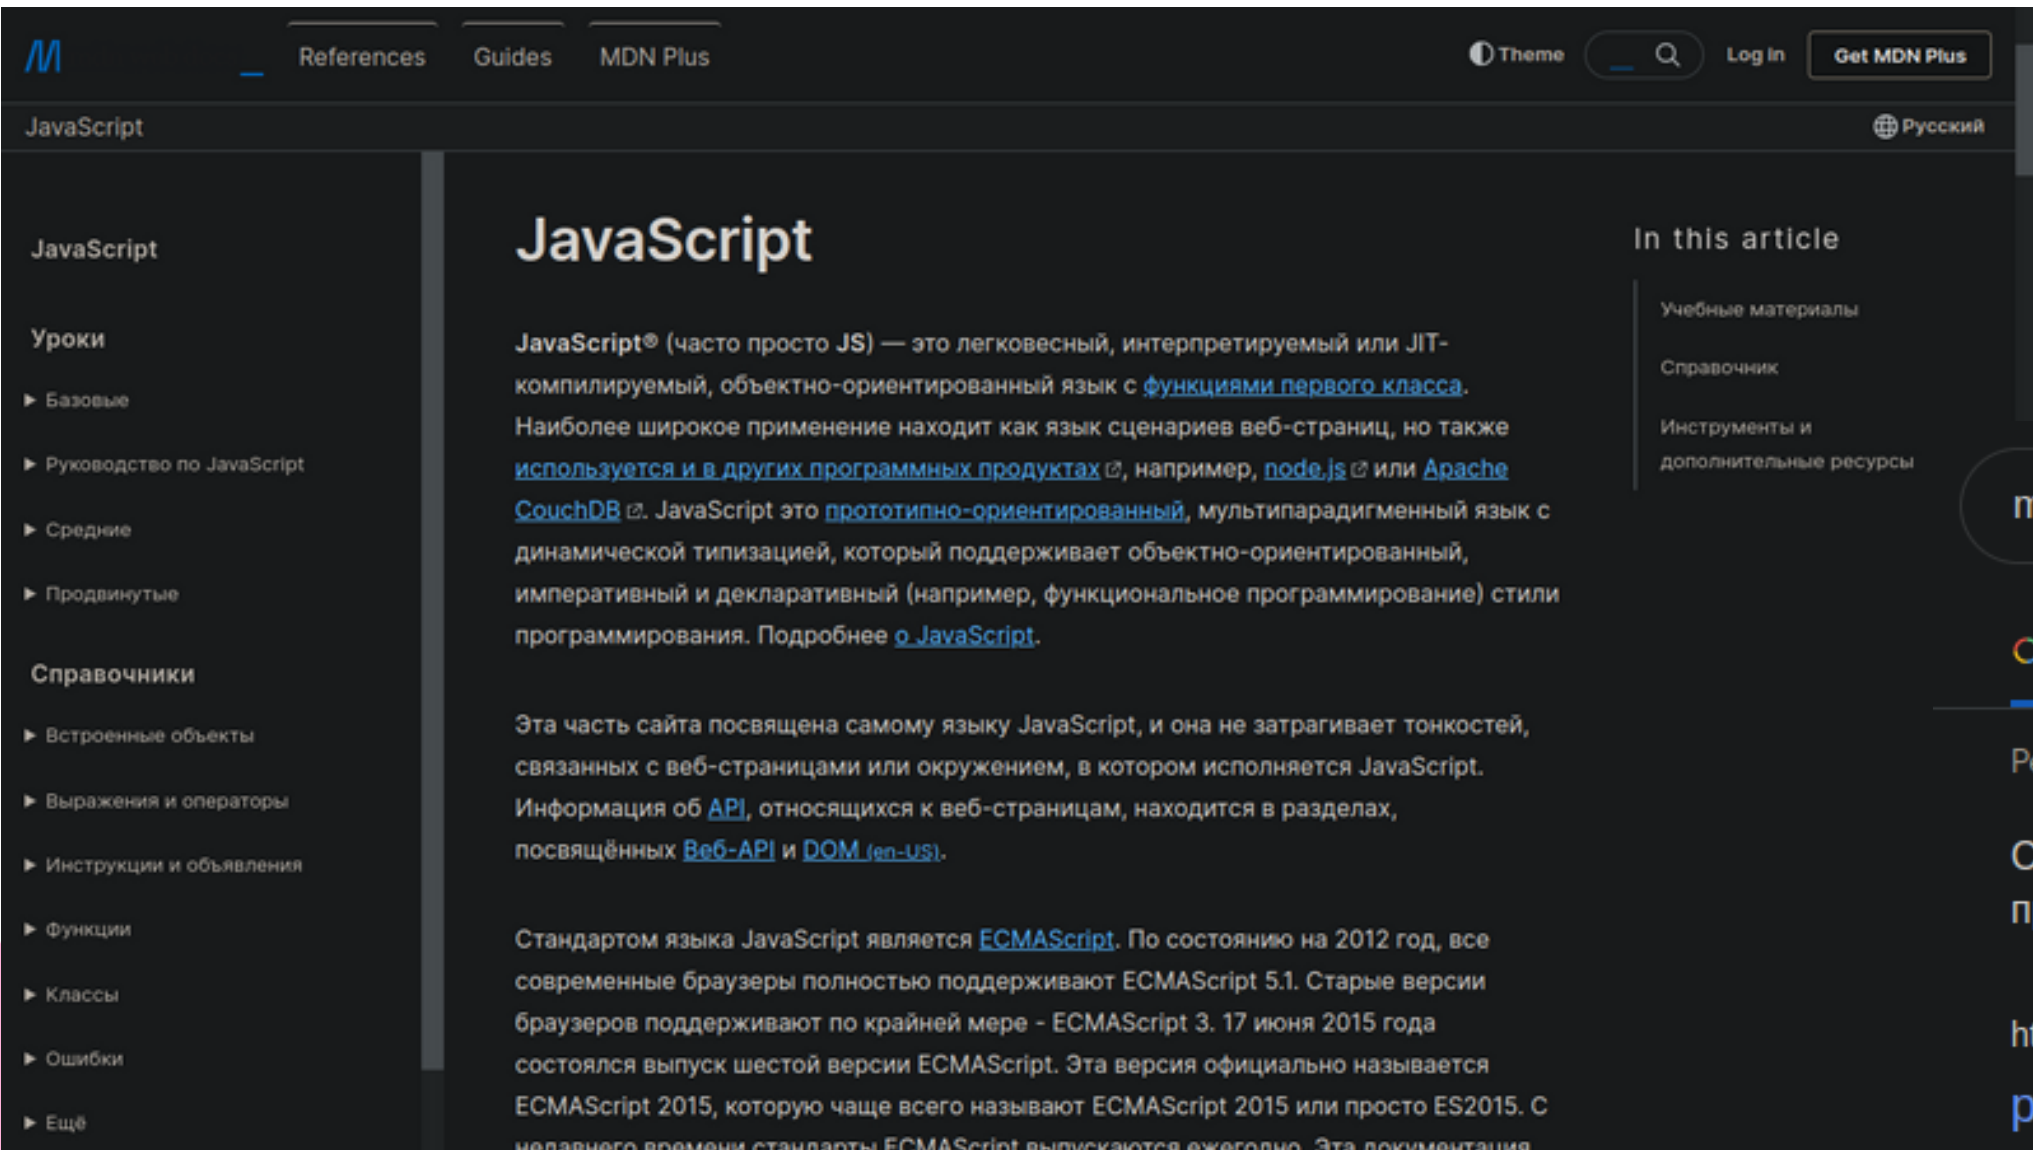 References Guides MDN Plus Theme Log In Get MDN Plus
JavaScript Русский
JavaScript
Уроки
Базовые
Руководство по JavaScript
Средние
Продвинутые
Справочники
Встроенные объекты
Выражения и операторы
Инструкции и объявления
Функции
Классы
Ошибки
Ещё
JavaScript
JavaScript® (часто просто JS) — это легковесный, интерпретируемый или JIT-
компилируемый, объектно-ориентированный язык с функциями первого класса.
Наиболее широкое применение находит как язык сценариев веб-страниц, но также
используется и в других программных продуктах, например, node.js или Apache
CouchDB. JavaScript это прототипно-ориентированный, мультипарадигменный язык с
динамической типизацией, который поддерживает объектно-ориентированный,
императивный и декларативный (например, функциональное программирование) стили
программирования. Подробнее о JavaScript.
Эта часть сайта посвящена самому языку JavaScript, и она не затрагивает тонкостей,
связанных с веб-страницами или окружением, в котором исполняется JavaScript.
Информация об API, относящихся к веб-страницам, находится в разделах,
посвящённых Веб-API и DOM (en-US).
Стандартом языка JavaScript является ECMAScript. По состоянию на 2012 год, все
современные браузеры полностью поддерживают ECMAScript 5.1. Старые версии
браузеров поддерживают по крайней мере - ECMAScript 3. 17 июня 2015 года
состоялся выпуск шестой версии ECMAScript. Эта версия официально называется
ECMAScript 2015, которую чаще всего называют ECMAScript 2015 или просто ES2015. С
недавнего времени стандарты ECMAScript выпускаются ежегодно. Эта документация
In this article
Учебные материалы
Справочник
Инструменты и
дополнительные ресурсы